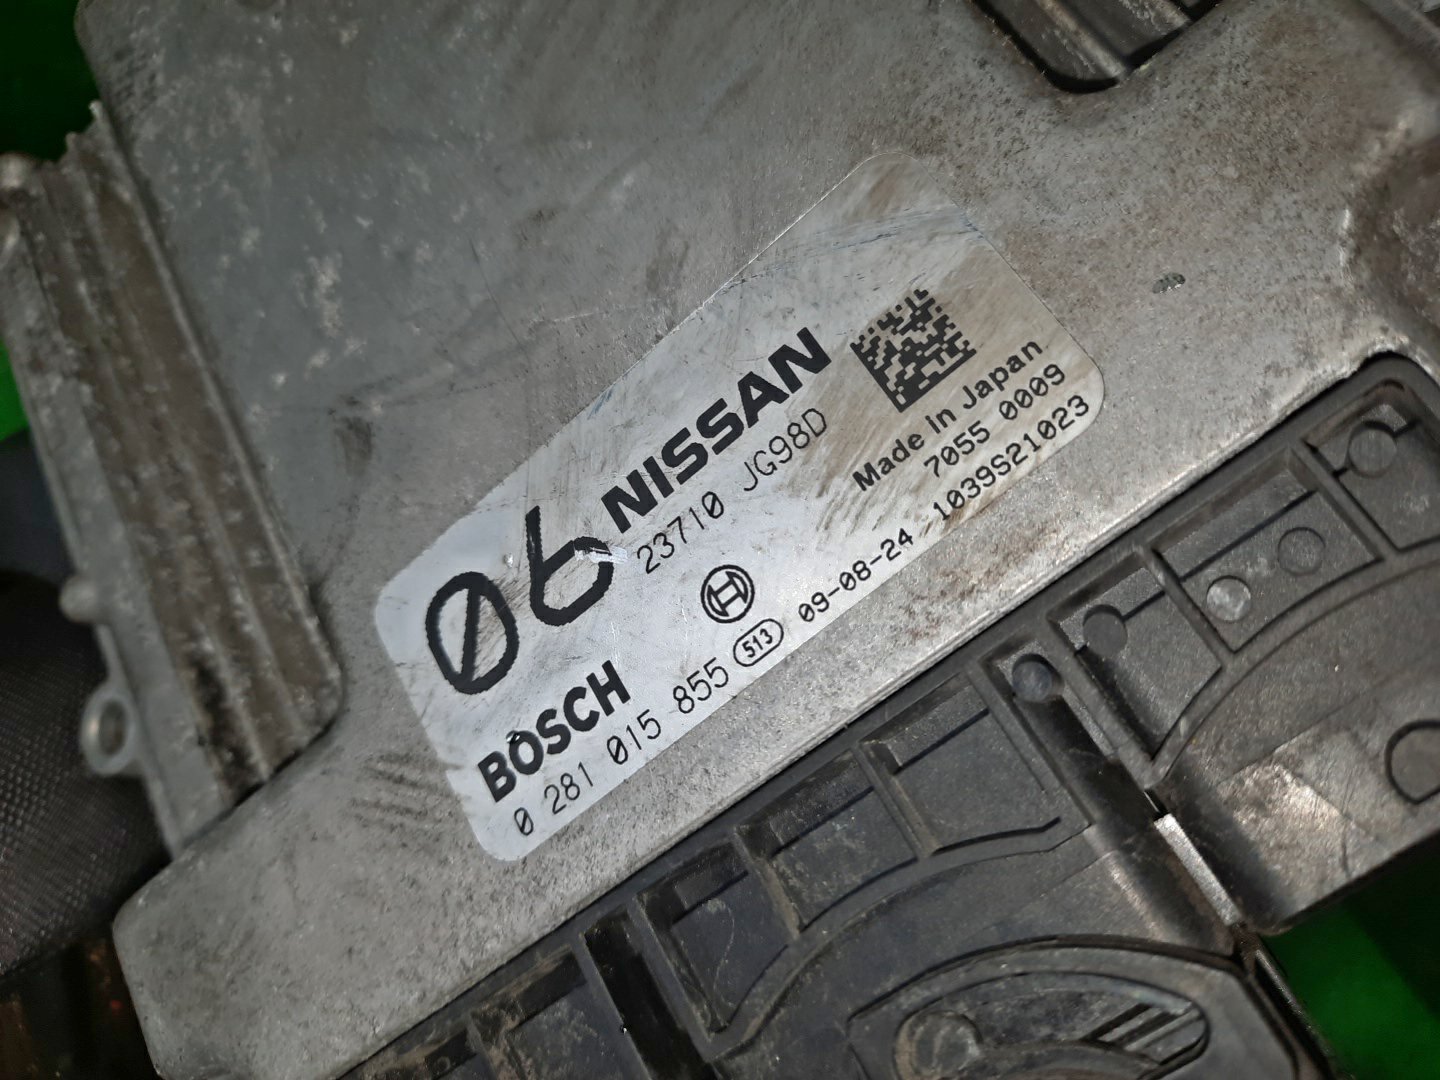 06 NISSAN
23710 JG98D
Made in Japan
7055 0009
BOSCH
0 281 015 855 513 09-08-24 1039S21023